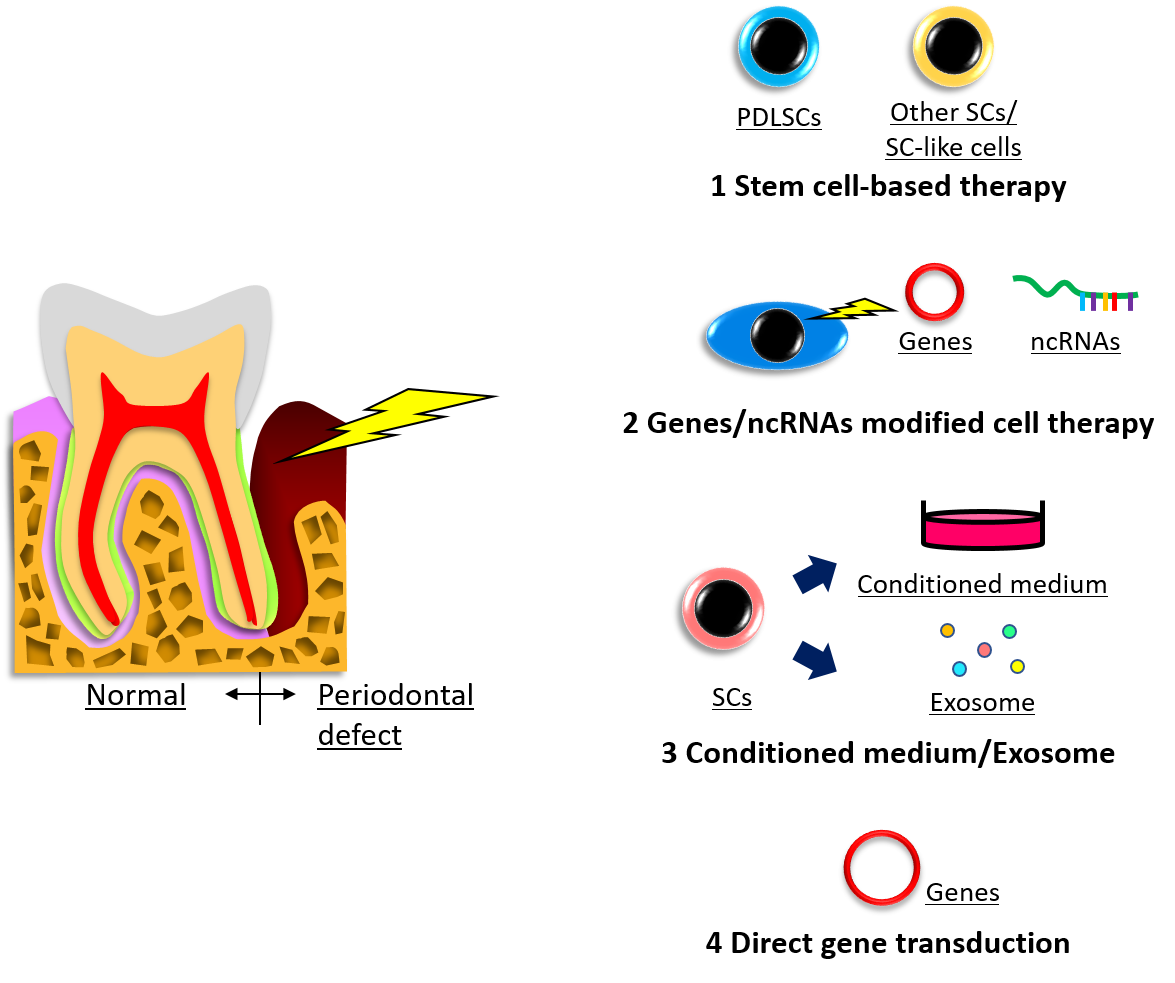 PDLSCs
Other SCs/
SC-like cells
1 Stem cell-based therapy
Genes
ncRNAs
2 Genes/ncRNAs modified cell therapy
Conditioned medium
SCs
Exosome
3 Conditioned medium/Exosome
Genes
4 Direct gene transduction
Normal
Periodontal
defect